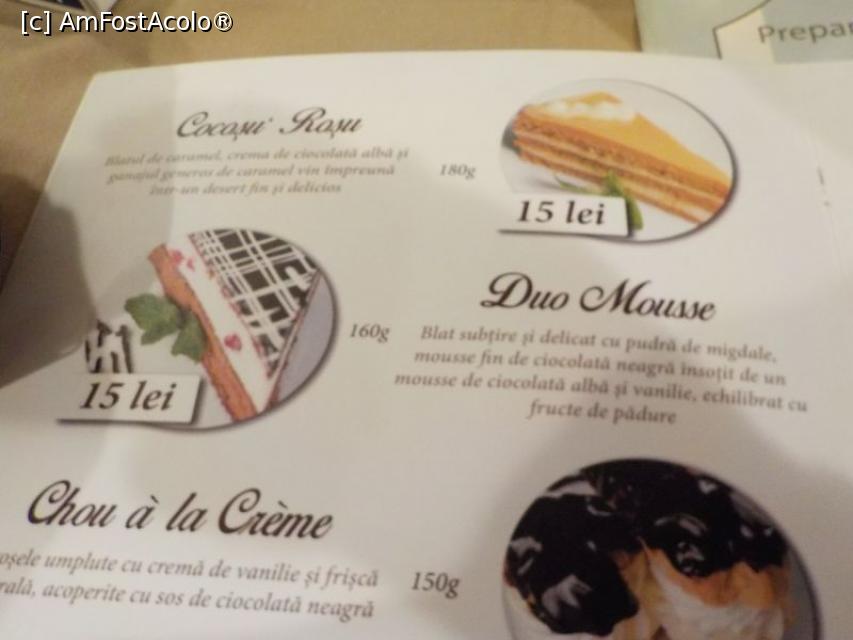 [c] AmFostAcolo®
Prepar
Cocoșu' Roșu
Blatul de caramel, crema de ciocolată albă și
ganajul generos de caramel vin împreună
într-un desert fin și delicios
180g
15 lei
Duo Mousse
160g
Blat subțire și delicat cu pudră de migdale,
mousse fin de ciocolată neagră însoțit de un
mousse de ciocolată albă și vanilie, echilibrat cu
fructe de pădure
15 lei
Chou à la Crème
oșele umplute cu cremă de vanilie și frișcă
rală, acoperite cu sos de ciocolată neagră
150g